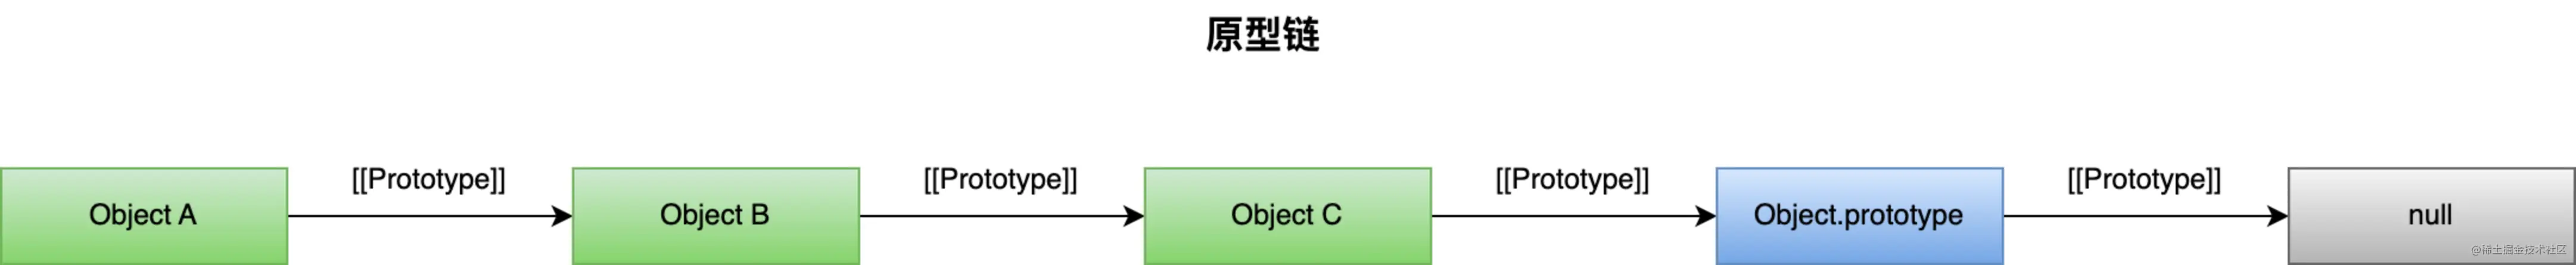 原型链
[[Prototype]] [[Prototype]] [[Prototype]] [[Prototype]]
Object A Object B Object C Object.prototype null
@稀土掘金技术社区